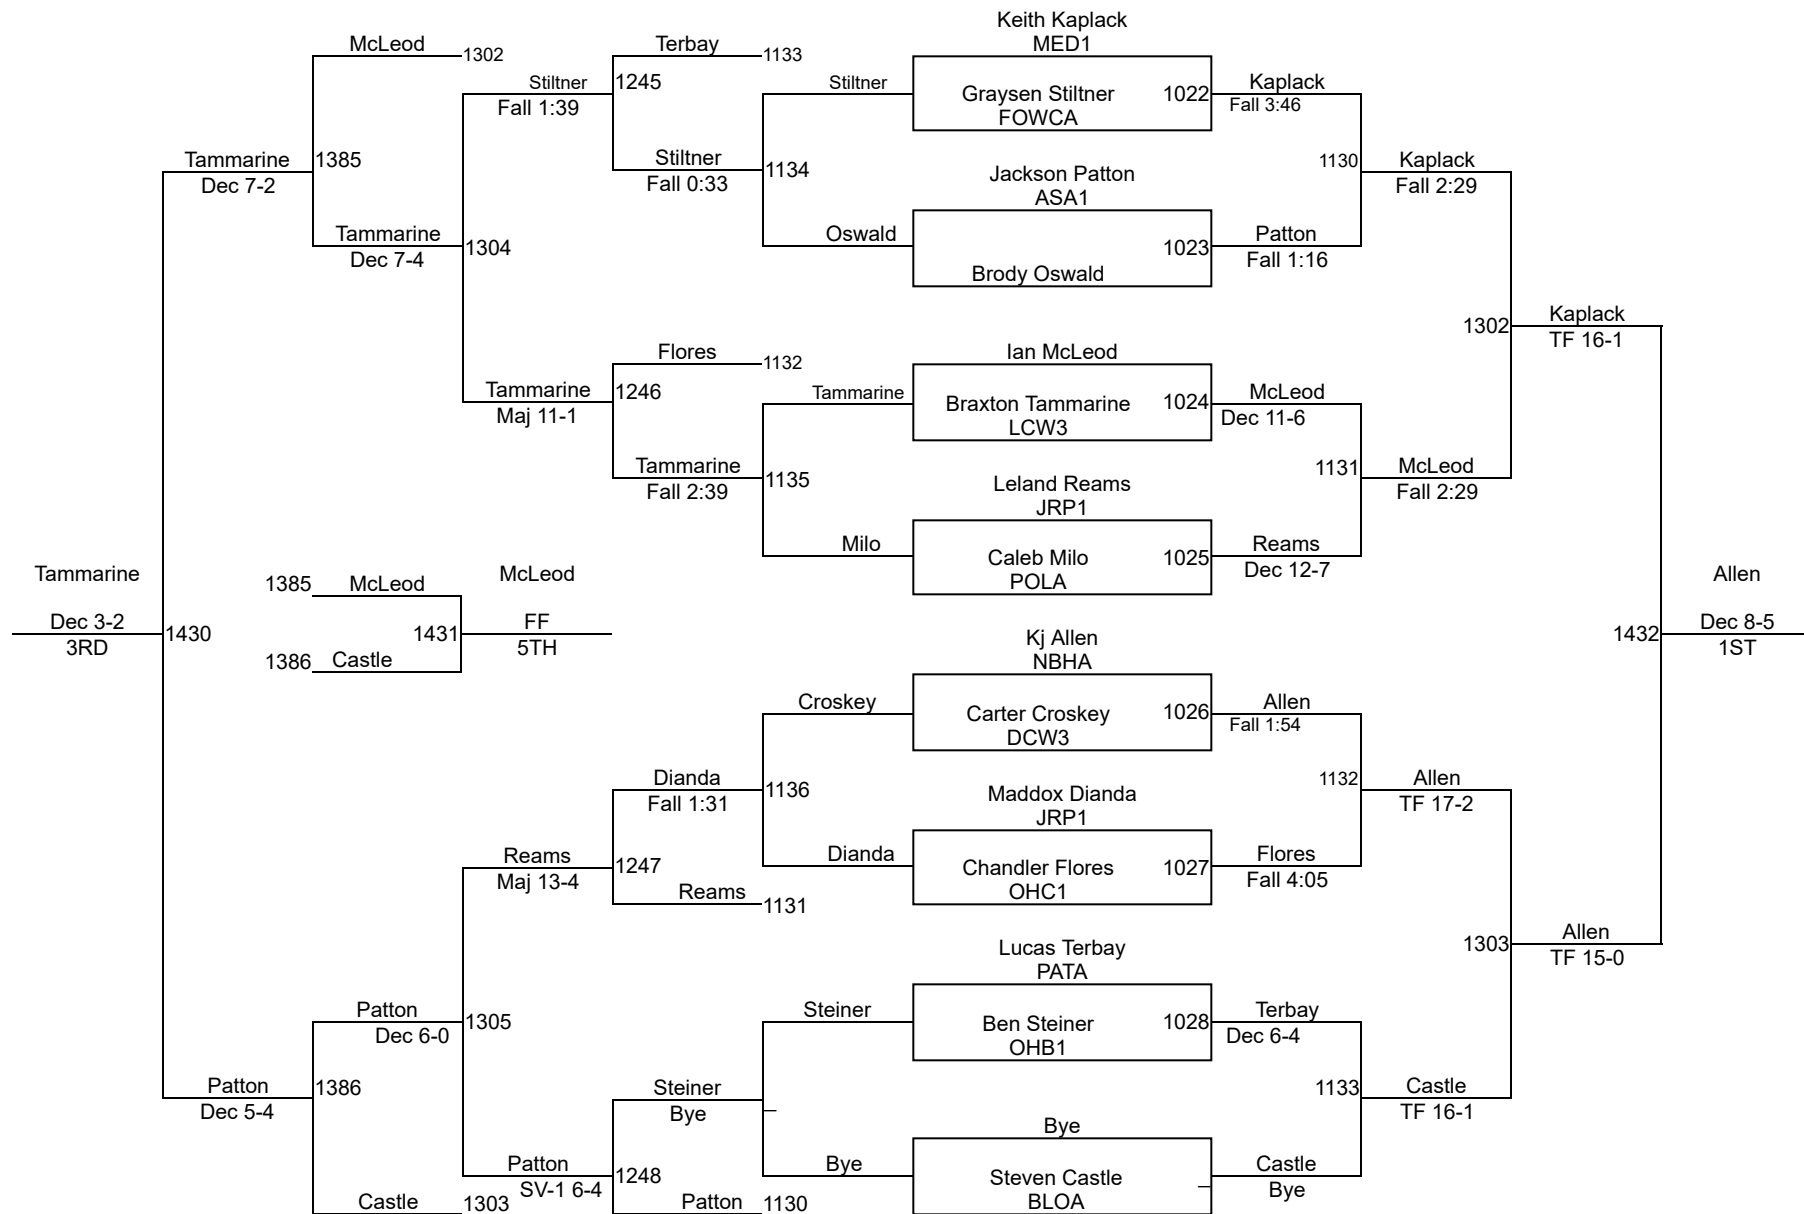 Keith Kaplack
MED1
McLeod
1302
Terbay
1133
Stiltner
Fall 1:39
1245
Stiltner
Graysen Stiltner
FOWCA
1022
Kaplack
Fall 3:46
Tammarine
Dec 7-2
1385
Stiltner
Fall 0:33
1134
Jackson Patton
ASA1
1130
Kaplack
Fall 2:29
Tammarine
Dec 7-4
1304
Oswald
Brody Oswald
1023
Patton
Fall 1:16
1302
Kaplack
TF 16-1
Flores
1132
Ian McLeod
Tammarine
Maj 11-1
1246
Tammarine
Braxton Tammarine
LCW3
1024
McLeod
Dec 11-6
Tammarine
Fall 2:39
1135
Leland Reams
JRP1
1131
McLeod
Fall 2:29
Milo
Caleb Milo
POLA
1025
Reams
Dec 12-7
Tammarine
Dec 3-2
3RD
1430
1385
McLeod
1386
Castle
1431
McLeod
FF
5TH
1432
Allen
Dec 8-5
1ST
Kj Allen
NBHA
Croskey
Carter Croskey
DCW3
1026
Allen
Fall 1:54
Dianda
Fall 1:31
1136
Maddox Dianda
JRP1
1132
Allen
TF 17-2
Reams
Maj 13-4
1247
Reams
1131
Dianda
Chandler Flores
OHC1
1027
Flores
Fall 4:05
1303
Allen
TF 15-0
Lucas Terbay
PATA
Patton
Dec 6-0
1305
Steiner
Ben Steiner
OHB1
1028
Terbay
Dec 6-4
Patton
Dec 5-4
1386
Steiner
Bye
_
1133
Castle
TF 16-1
Bye
Patton
SV-1 6-4
1248
Bye
Steven Castle
BLOA
_
Castle
Bye
Castle
1303
Patton
1130